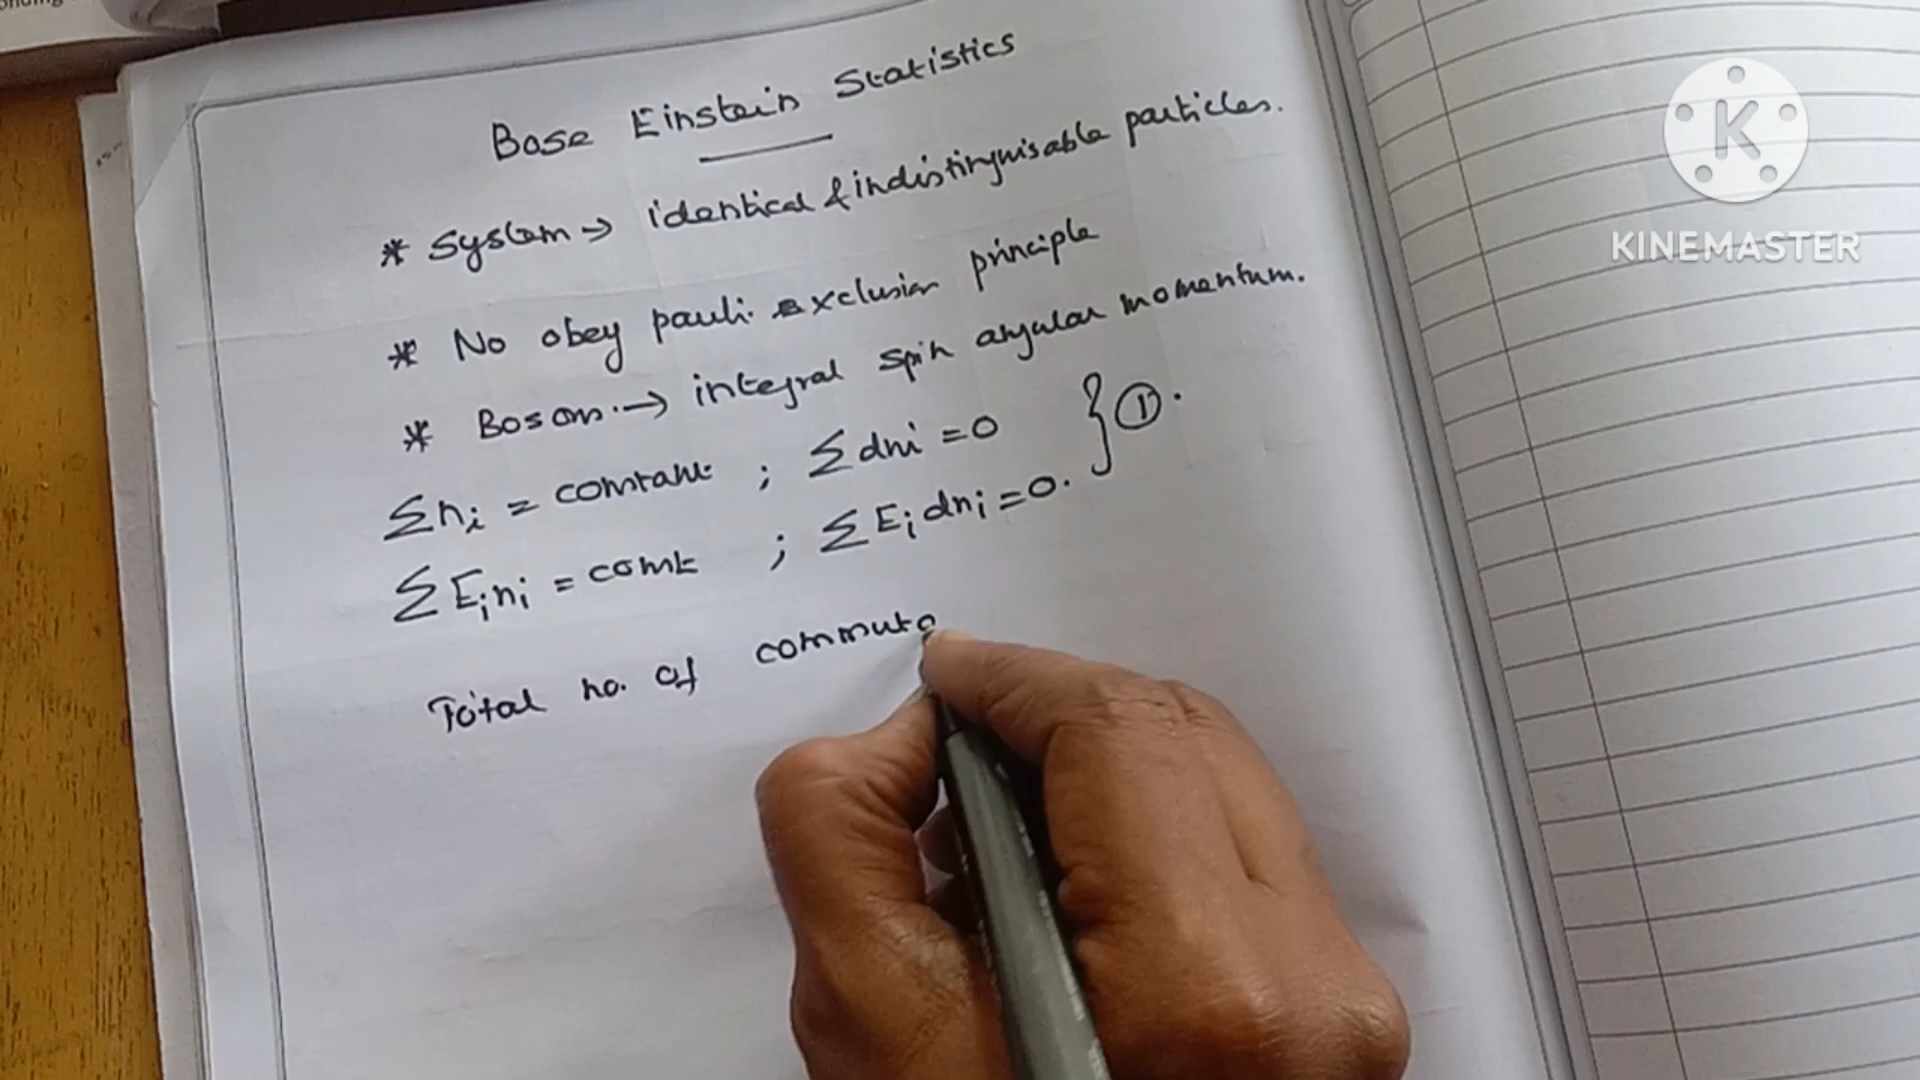 Bose Einstein Statistics
* System → identical & indistinguisable particles.
* No obey pauli exclusion principle
* Boson. → integral spin angular momentum.
Σni = constant ; Σdni = 0 } ①.
ΣEini = const ; ΣEidni = 0.
Total no. of commuta
KINEMASTER